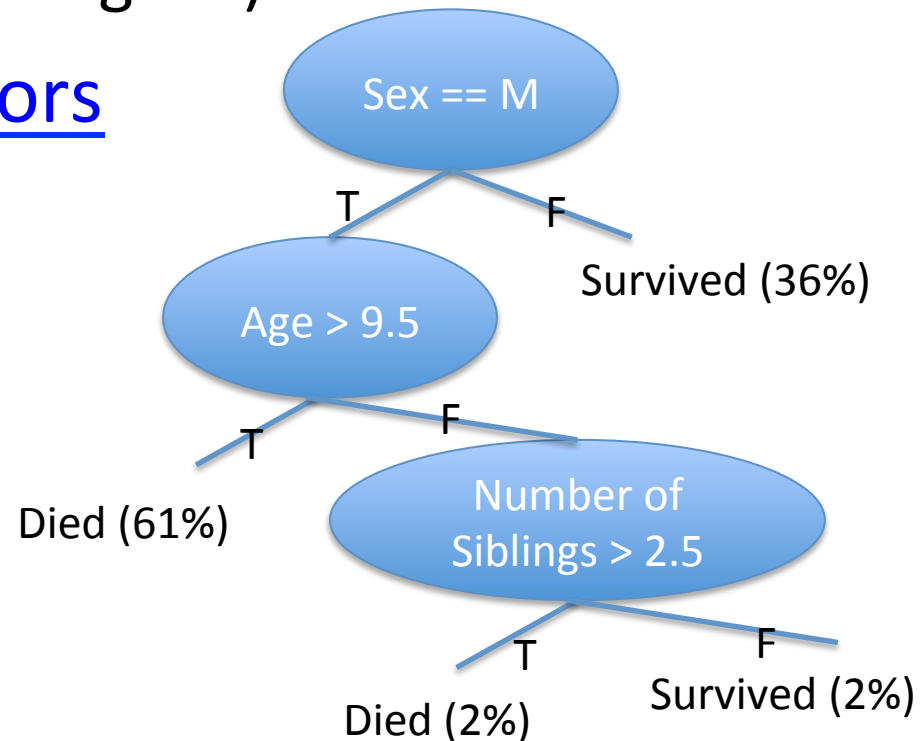 ors
Sex == M
T
F
Survived (36%)
Age > 9.5
T
F
Died (61%)
Number of
Siblings > 2.5
T
F
Died (2%)
Survived (2%)